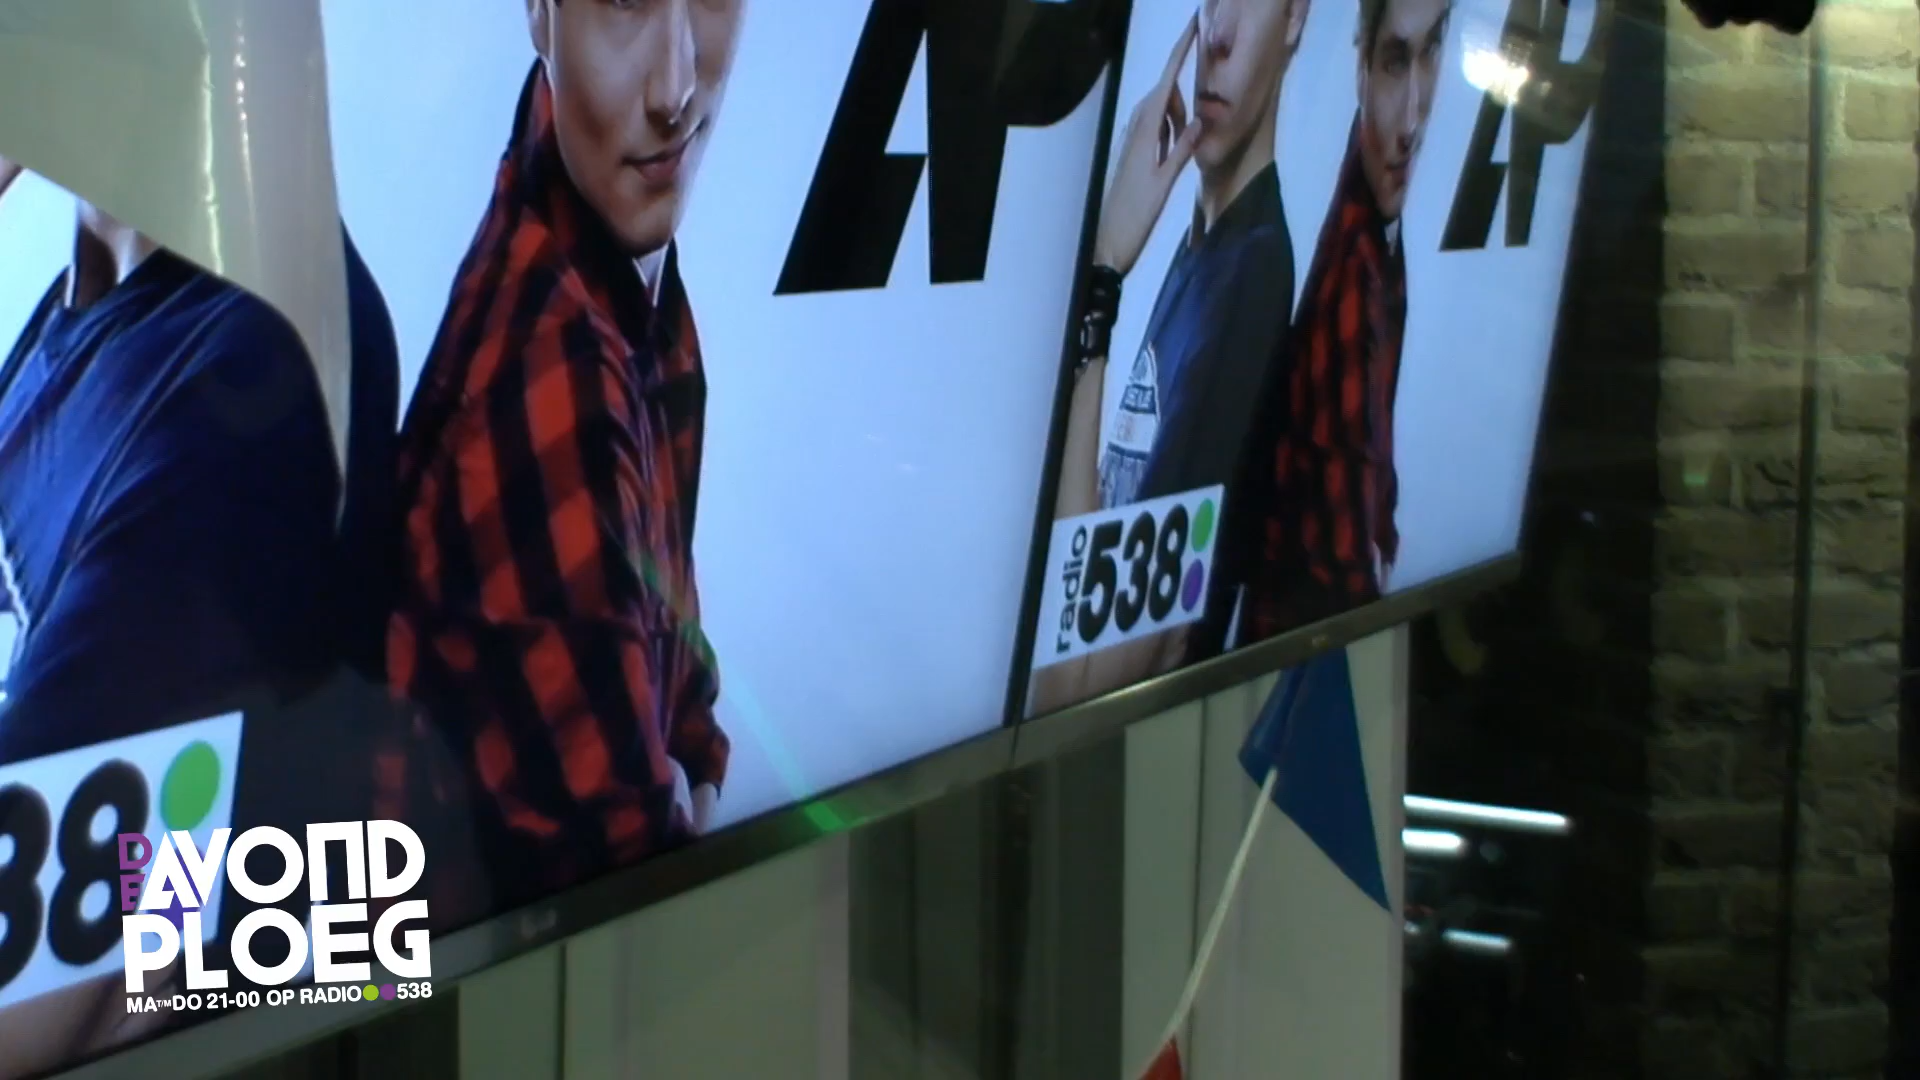 AP
AP
radio
538
38
DE AVOND
PLOEG
MA T/M DO 21-00 OP RADIO 538